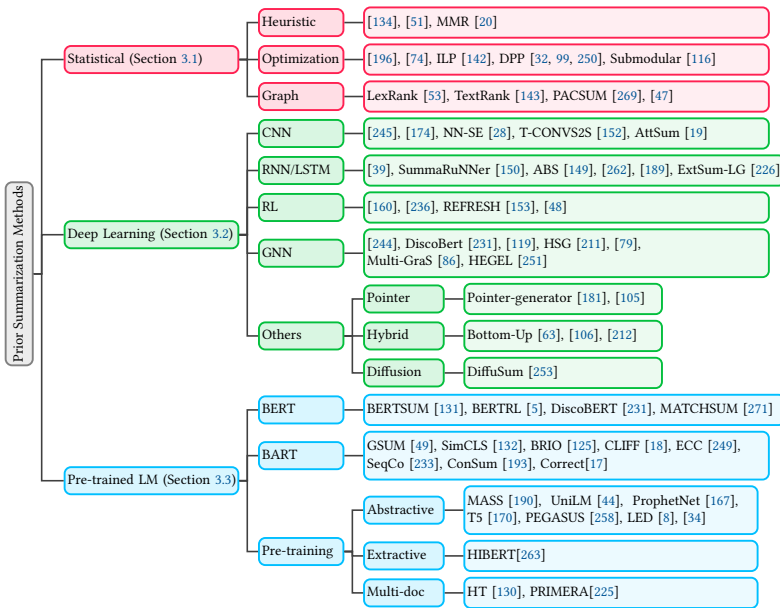 Prior Summarization Methods
Statistical (Section 3.1)
Heuristic
[134], [51], MMR [20]
Optimization
[196], [74], ILP [142], DPP [32, 99, 250], Submodular [116]
Graph
LexRank [53], TextRank [143], PACSUM [269], [47]
Deep Learning (Section 3.2)
CNN
[245], [174], NN-SE [28], T-CONVS2S [152], AttSum [19]
RNN/LSTM
[39], SummaRuNNer [150], ABS [149], [262], [189], ExtSum-LG [226]
RL
[160], [236], REFRESH [153], [48]
GNN
[244], DiscoBert [231], [119], HSG [211], [79],
Multi-GraS [86], HEGEL [251]
Others
Pointer
Pointer-generator [181], [105]
Hybrid
Bottom-Up [63], [106], [212]
Diffusion
DiffuSum [253]
Pre-trained LM (Section 3.3)
BERT
BERTSUM [131], BERTRL [5], DiscoBERT [231], MATCHSUM [271]
BART
GSUM [49], SimCLS [132], BRIO [125], CLIFF [18], ECC [249],
SeqCo [233], ConSum [193], Correct[17]
Pre-training
Abstractive
MASS [190], UniLM [44], ProphetNet [167],
T5 [170], PEGASUS [258], LED [8], [34]
Extractive
HIBERT[263]
Multi-doc
HT [130], PRIMERA[225]